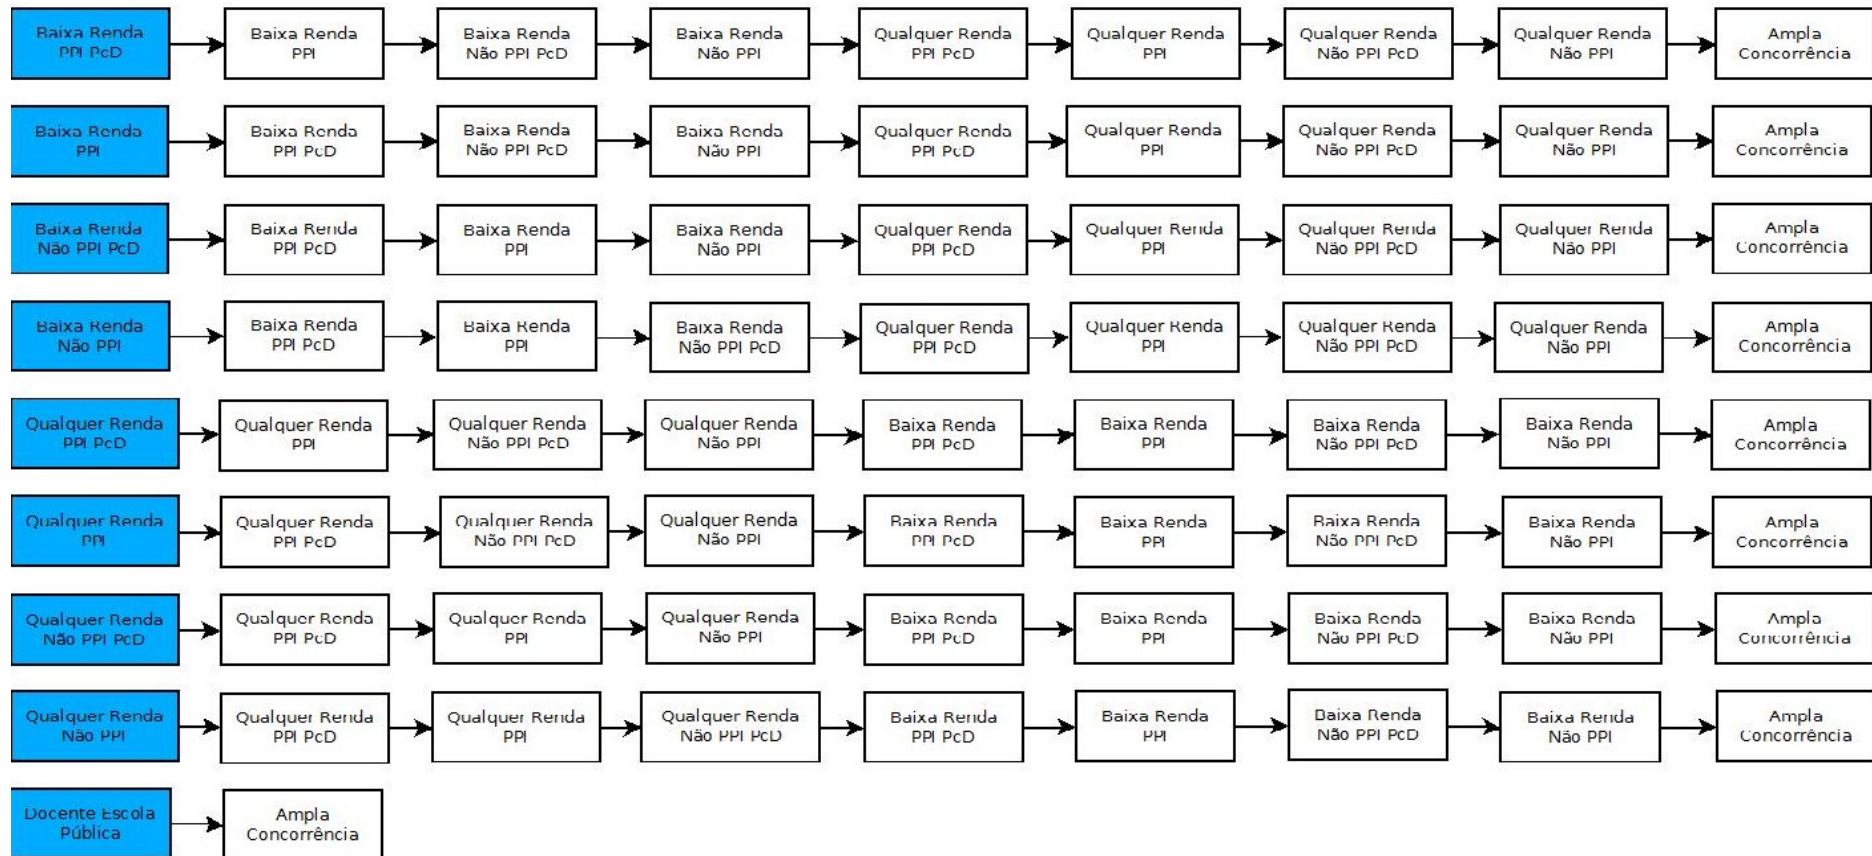 Baixa Renda
PPI PcD
Baixa Renda
PPI
Baixa Renda
Não PPI PcD
Baixa Renda
Não PPI
Qualquer Renda
PPI PcD
Qualquer Renda
PPI
Qualquer Renda
Não PPI PcD
Qualquer Renda
Não PPI
Ampla
Concorrência
Baixa Renda
PPI
Baixa Renda
PPI PcD
Baixa Renda
Não PPI PcD
Baixa Renda
Não PPI
Qualquer Renda
PPI PcD
Qualquer Renda
PPI
Qualquer Renda
Não PPI PcD
Qualquer Renda
Não PPI
Ampla
Concorrência
Baixa Renda
Não PPI PcD
Baixa Renda
PPI PcD
Baixa Renda
PPI
Baixa Renda
Não PPI
Qualquer Renda
PPI PcD
Qualquer Renda
PPI
Qualquer Renda
Não PPI PcD
Qualquer Renda
Não PPI
Ampla
Concorrência
Baixa Renda
Não PPI
Baixa Renda
PPI PcD
Baixa Renda
PPI
Baixa Renda
Não PPI PcD
Qualquer Renda
PPI PcD
Qualquer Renda
PPI
Qualquer Renda
Não PPI PcD
Qualquer Renda
Não PPI
Ampla
Concorrência
Qualquer Renda
PPI PcD
Qualquer Renda
PPI
Qualquer Renda
Não PPI PcD
Qualquer Renda
Não PPI
Baixa Renda
PPI PcD
Baixa Renda
PPI
Baixa Renda
Não PPI PcD
Baixa Renda
Não PPI
Ampla
Concorrência
Qualquer Renda
PPI
Qualquer Renda
PPI PcD
Qualquer Renda
Não PPI PcD
Qualquer Renda
Não PPI
Baixa Renda
PPI PcD
Baixa Renda
PPI
Baixa Renda
Não PPI PcD
Baixa Renda
Não PPI
Ampla
Concorrência
Qualquer Renda
Não PPI PcD
Qualquer Renda
PPI PcD
Qualquer Renda
PPI
Qualquer Renda
Não PPI
Baixa Renda
PPI PcD
Baixa Renda
PPI
Baixa Renda
Não PPI PcD
Baixa Renda
Não PPI
Ampla
Concorrência
Qualquer Renda
Não PPI
Qualquer Renda
PPI PcD
Qualquer Renda
PPI
Qualquer Renda
Não PPI PcD
Baixa Renda
PPI PcD
Baixa Renda
PPI
Baixa Renda
Não PPI PcD
Baixa Renda
Não PPI
Ampla
Concorrência
Docente Escola
Pública
Ampla
Concorrência